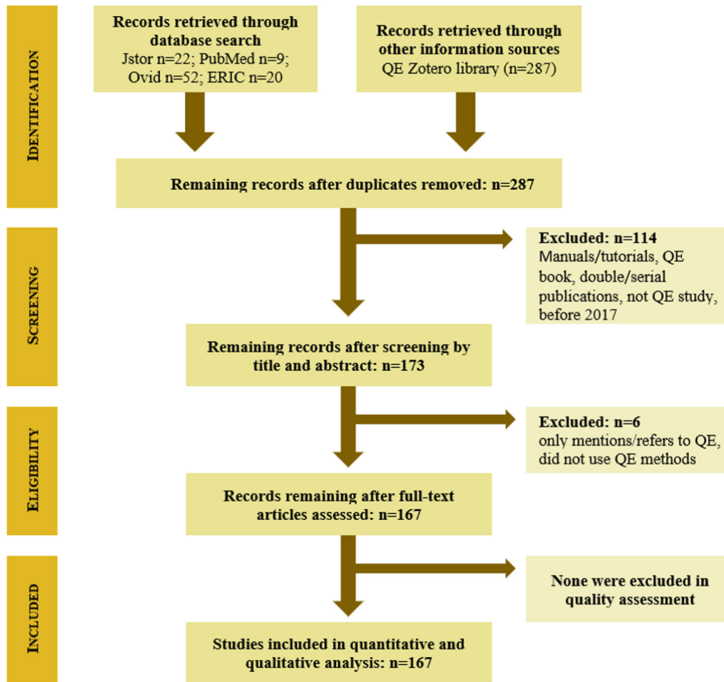 IDENTIFICATION
Records retrieved through
database search
Jstor n=22; PubMed n=9;
Ovid n=52; ERIC n=20
Records retrieved through
other information sources
QE Zotero library (n=287)
Remaining records after duplicates removed: n=287
SCREENING
Excluded: n=114
Manuals/tutorials, QE
book, double/serial
publications, not QE study,
before 2017
Remaining records after screening by
title and abstract: n=173
ELIGIBILITY
Excluded: n=6
only mentions/refers to QE,
did not use QE methods
Records remaining after full-text
articles assessed: n=167
INCLUDED
None were excluded in
quality assessment
Studies included in quantitative and
qualitative analysis: n=167